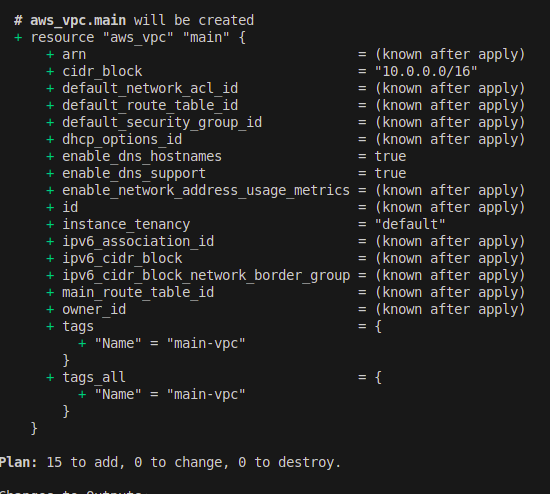 # aws_vpc.main will be created
+ resource "aws_vpc" "main" {
+ arn = (known after apply)
+ cidr_block = "10.0.0.0/16"
+ default_network_acl_id = (known after apply)
+ default_route_table_id = (known after apply)
+ default_security_group_id = (known after apply)
+ dhcp_options_id = (known after apply)
+ enable_dns_hostnames = true
+ enable_dns_support = true
+ enable_network_address_usage_metrics = (known after apply)
+ id = (known after apply)
+ instance_tenancy = "default"
+ ipv6_association_id = (known after apply)
+ ipv6_cidr_block = (known after apply)
+ ipv6_cidr_block_network_border_group = (known after apply)
+ main_route_table_id = (known after apply)
+ owner_id = (known after apply)
+ tags = {
+ "Name" = "main-vpc"
}
+ tags_all = {
+ "Name" = "main-vpc"
}
}
Plan: 15 to add, 0 to change, 0 to destroy.
Changes to Outputs